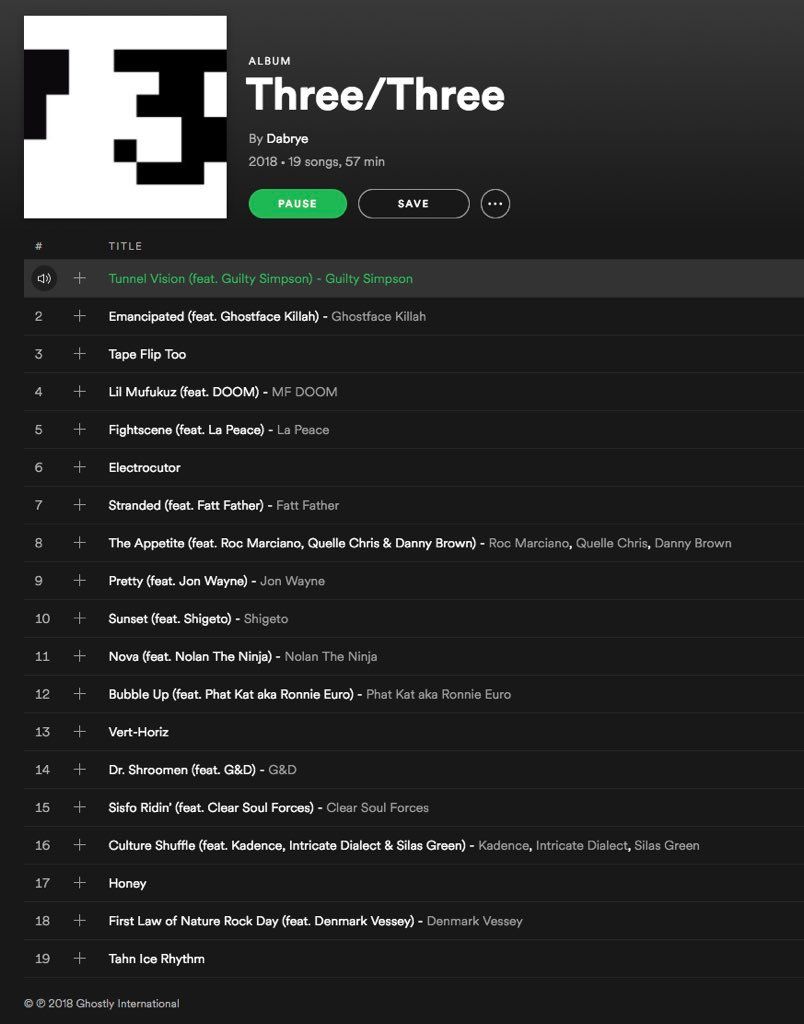 ALBUM
Three/Three
By Dabrye
2018 • 19 songs, 57 min
PAUSE
SAVE
# TITLE
Tunnel Vision (feat. Guilty Simpson) - Guilty Simpson
2 Emancipated (feat. Ghostface Killah) - Ghostface Killah
3 Tape Flip Too
4 Lil Mufukuz (feat. DOOM) - MF DOOM
5 Fightscene (feat. La Peace) - La Peace
6 Electrocutor
7 Stranded (feat. Fatt Father) - Fatt Father
8 The Appetite (feat. Roc Marciano, Quelle Chris & Danny Brown) - Roc Marciano, Quelle Chris, Danny Brown
9 Pretty (feat. Jon Wayne) - Jon Wayne
10 Sunset (feat. Shigeto) - Shigeto
11 Nova (feat. Nolan The Ninja) - Nolan The Ninja
12 Bubble Up (feat. Phat Kat aka Ronnie Euro) - Phat Kat aka Ronnie Euro
13 Vert-Horiz
14 Dr. Shroomen (feat. G&D) - G&D
15 Sisfo Ridin’ (feat. Clear Soul Forces) - Clear Soul Forces
16 Culture Shuffle (feat. Kadence, Intricate Dialect & Silas Green) - Kadence, Intricate Dialect, Silas Green
17 Honey
18 First Law of Nature Rock Day (feat. Denmark Vessey) - Denmark Vessey
19 Tahn Ice Rhythm
© ℗ 2018 Ghostly International